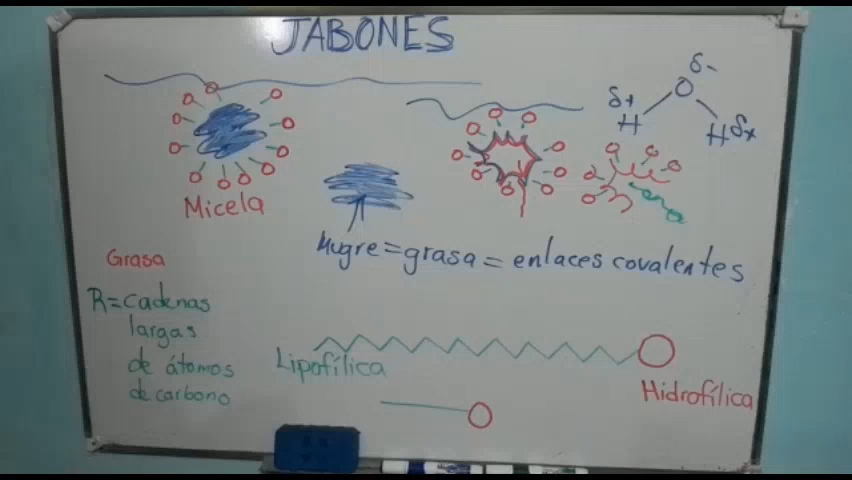 JABONES
δ-
O
δ+
H
H δ+
Micela
Mugre = grasa = enlaces covalentes
Grasa
R = cadenas
largas
de átomos
de carbono
Lipofílica
Hidrofílica